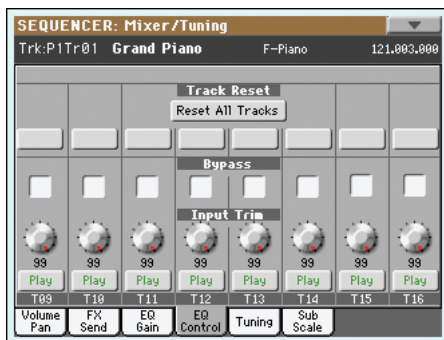 SEQUENCER: Mixer/Tuning
Trk:P1Tr01 Grand Piano F-Piano 121.003.000
Track Reset
Reset All Tracks
Bypass
Input Trim
99 99 99 99 99 99 99 99
Play Play Play Play Play Play Play Play
T09 T10 T11 T12 T13 T14 T15 T16
Volume Pan FX Send EQ Gain EQ Control Tuning Sub Scale